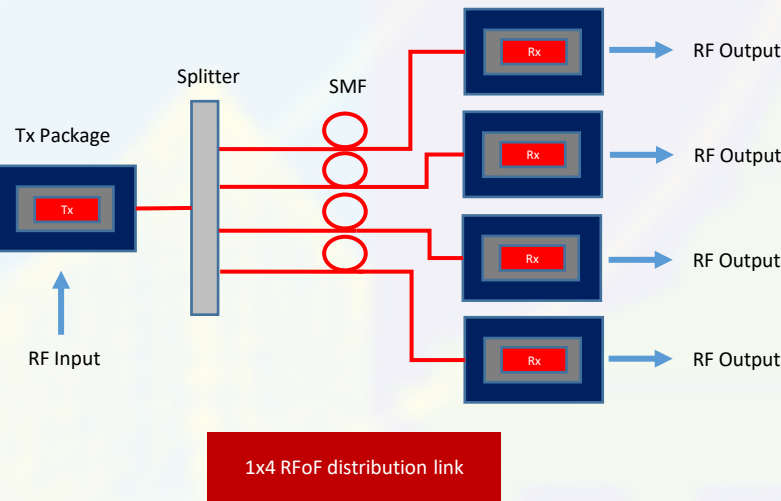 Rx
RF Output
Splitter
SMF
Tx Package
Rx
RF Output
Tx
Rx
RF Output
RF Input
Rx
RF Output
1x4 RFoF distribution link